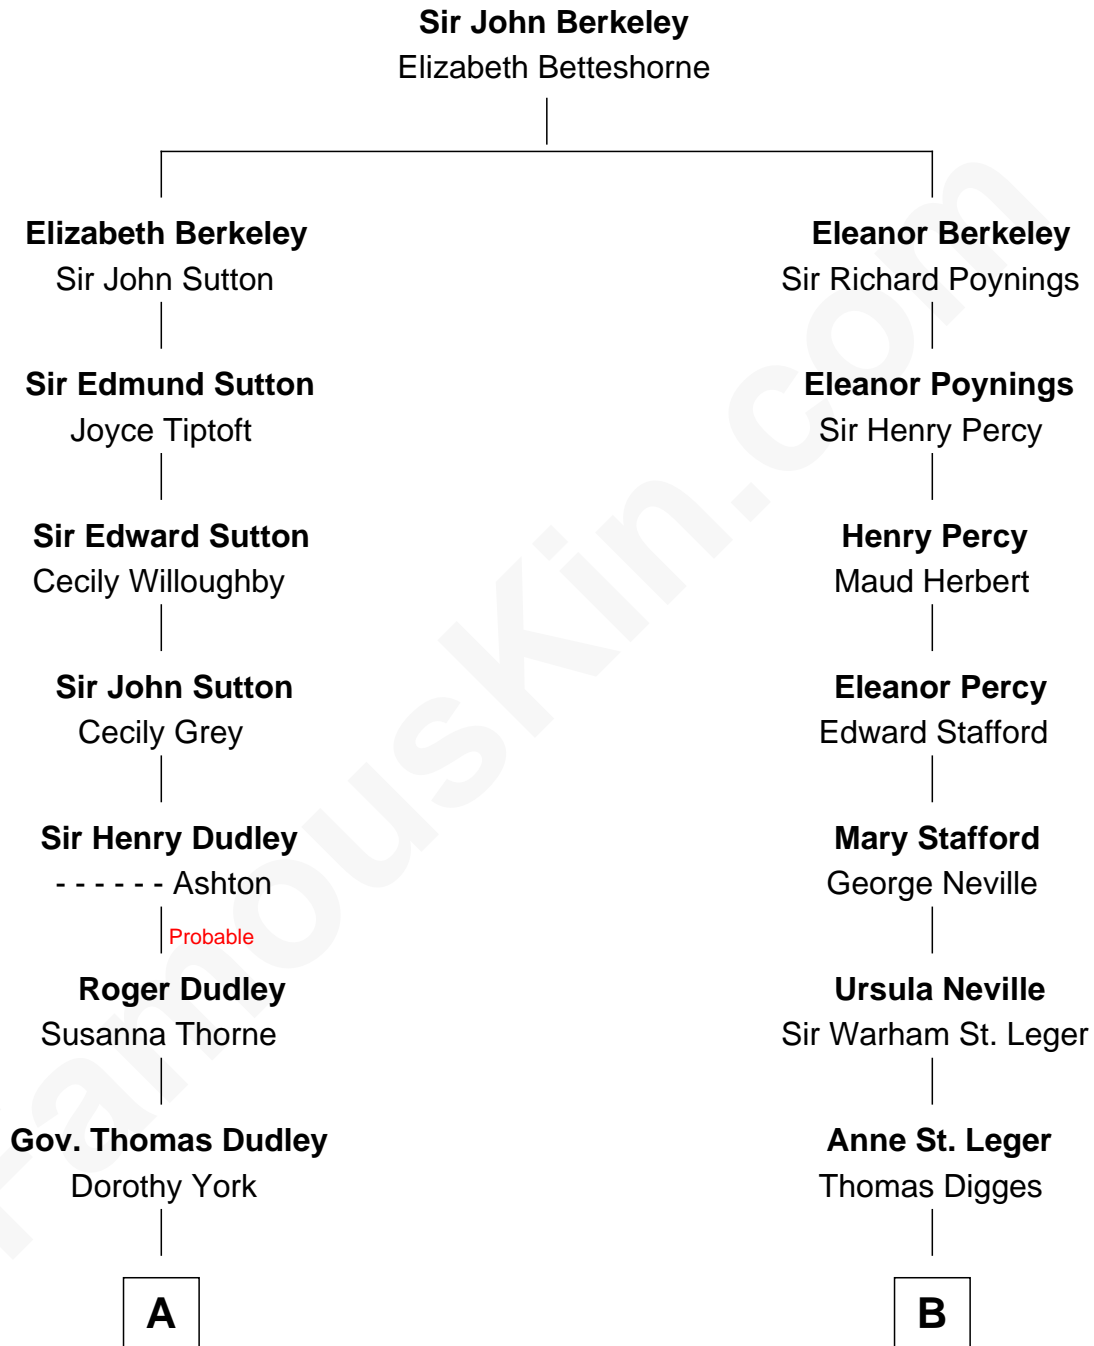 Sir John Berkeley
Elizabeth Betteshorne
Elizabeth Berkeley
Sir John Sutton
Eleanor Berkeley
Sir Richard Poynings
Sir Edmund Sutton
Joyce Tiptoft
Eleanor Poynings
Sir Henry Percy
Sir Edward Sutton
Cecily Willoughby
Henry Percy
Maud Herbert
Sir John Sutton
Cecily Grey
Eleanor Percy
Edward Stafford
Sir Henry Dudley
- - - - - - Ashton
Mary Stafford
George Neville
Probable
Roger Dudley
Susanna Thorne
Ursula Neville
Sir Warham St. Leger
Gov. Thomas Dudley
Dorothy York
Anne St. Leger
Thomas Digges
A
B
FamousKin.com